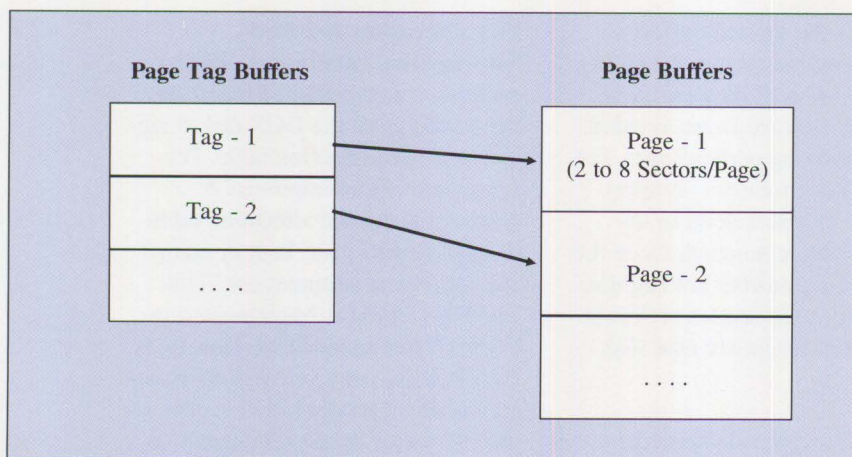 Page Tag Buffers
Tag - 1
Tag - 2
. . .
Page Buffers
Page - 1
(2 to 8 Sectors/Page)
Page - 2
. . . .